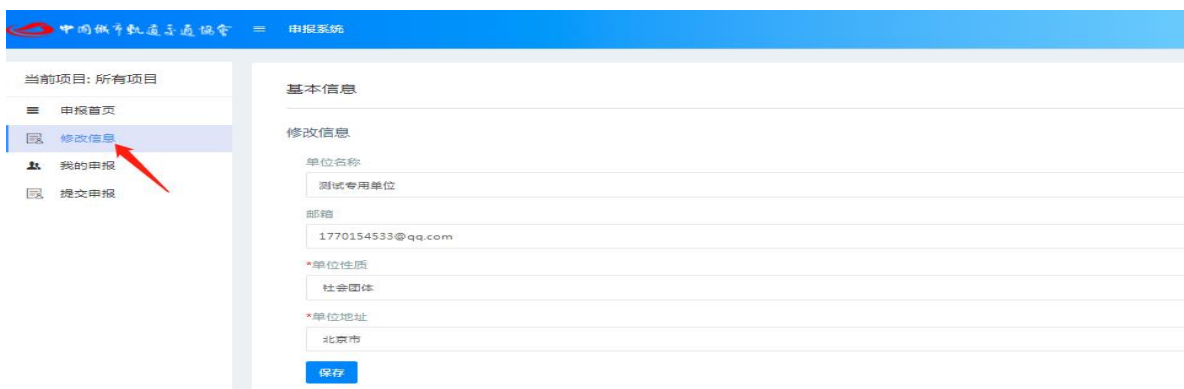 中国城市轨道交通協會 申报系统
当前项目: 所有项目
申报首页
修改信息
我的申报
提交申报
基本信息
修改信息
单位名称
测试专用单位
邮箱
1770154533@qq.com
*单位性质
社会团体
*单位地址
北京市
保存